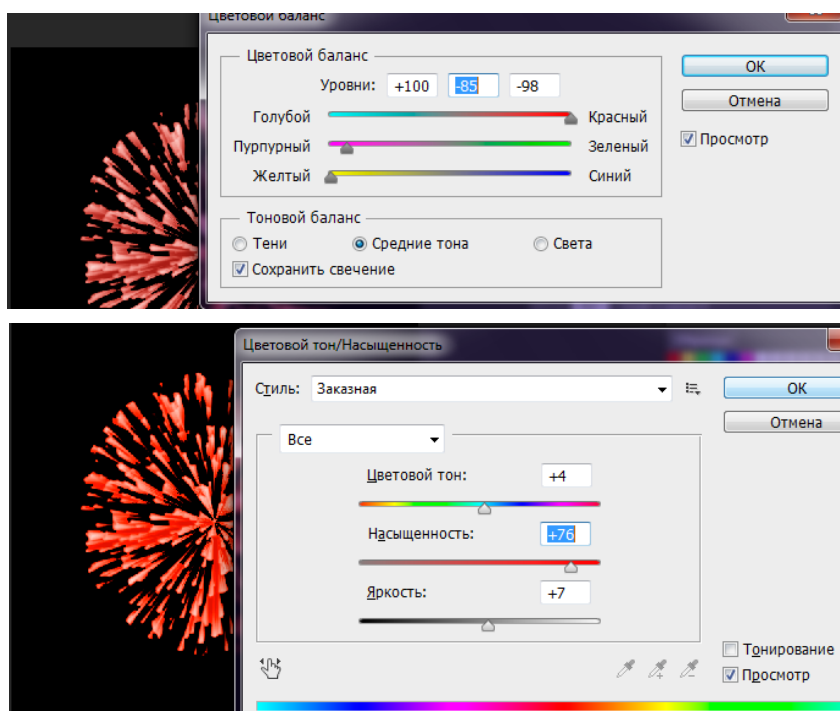 Цветовой баланс
Цветовой баланс
Уровни: +100 -85 -98
Голубой Красный
Пурпурный Зеленый
Желтый Синий
Тоновой баланс
Тени Средние тона Света
Сохранить свечение
OK
Отмена
Просмотр
Цветовой тон/Насыщенность
Стиль: Заказная
Все
Цветовой тон: +4
Насыщенность: +76
Яркость: +7
OK
Отмена
Тонирование
Просмотр